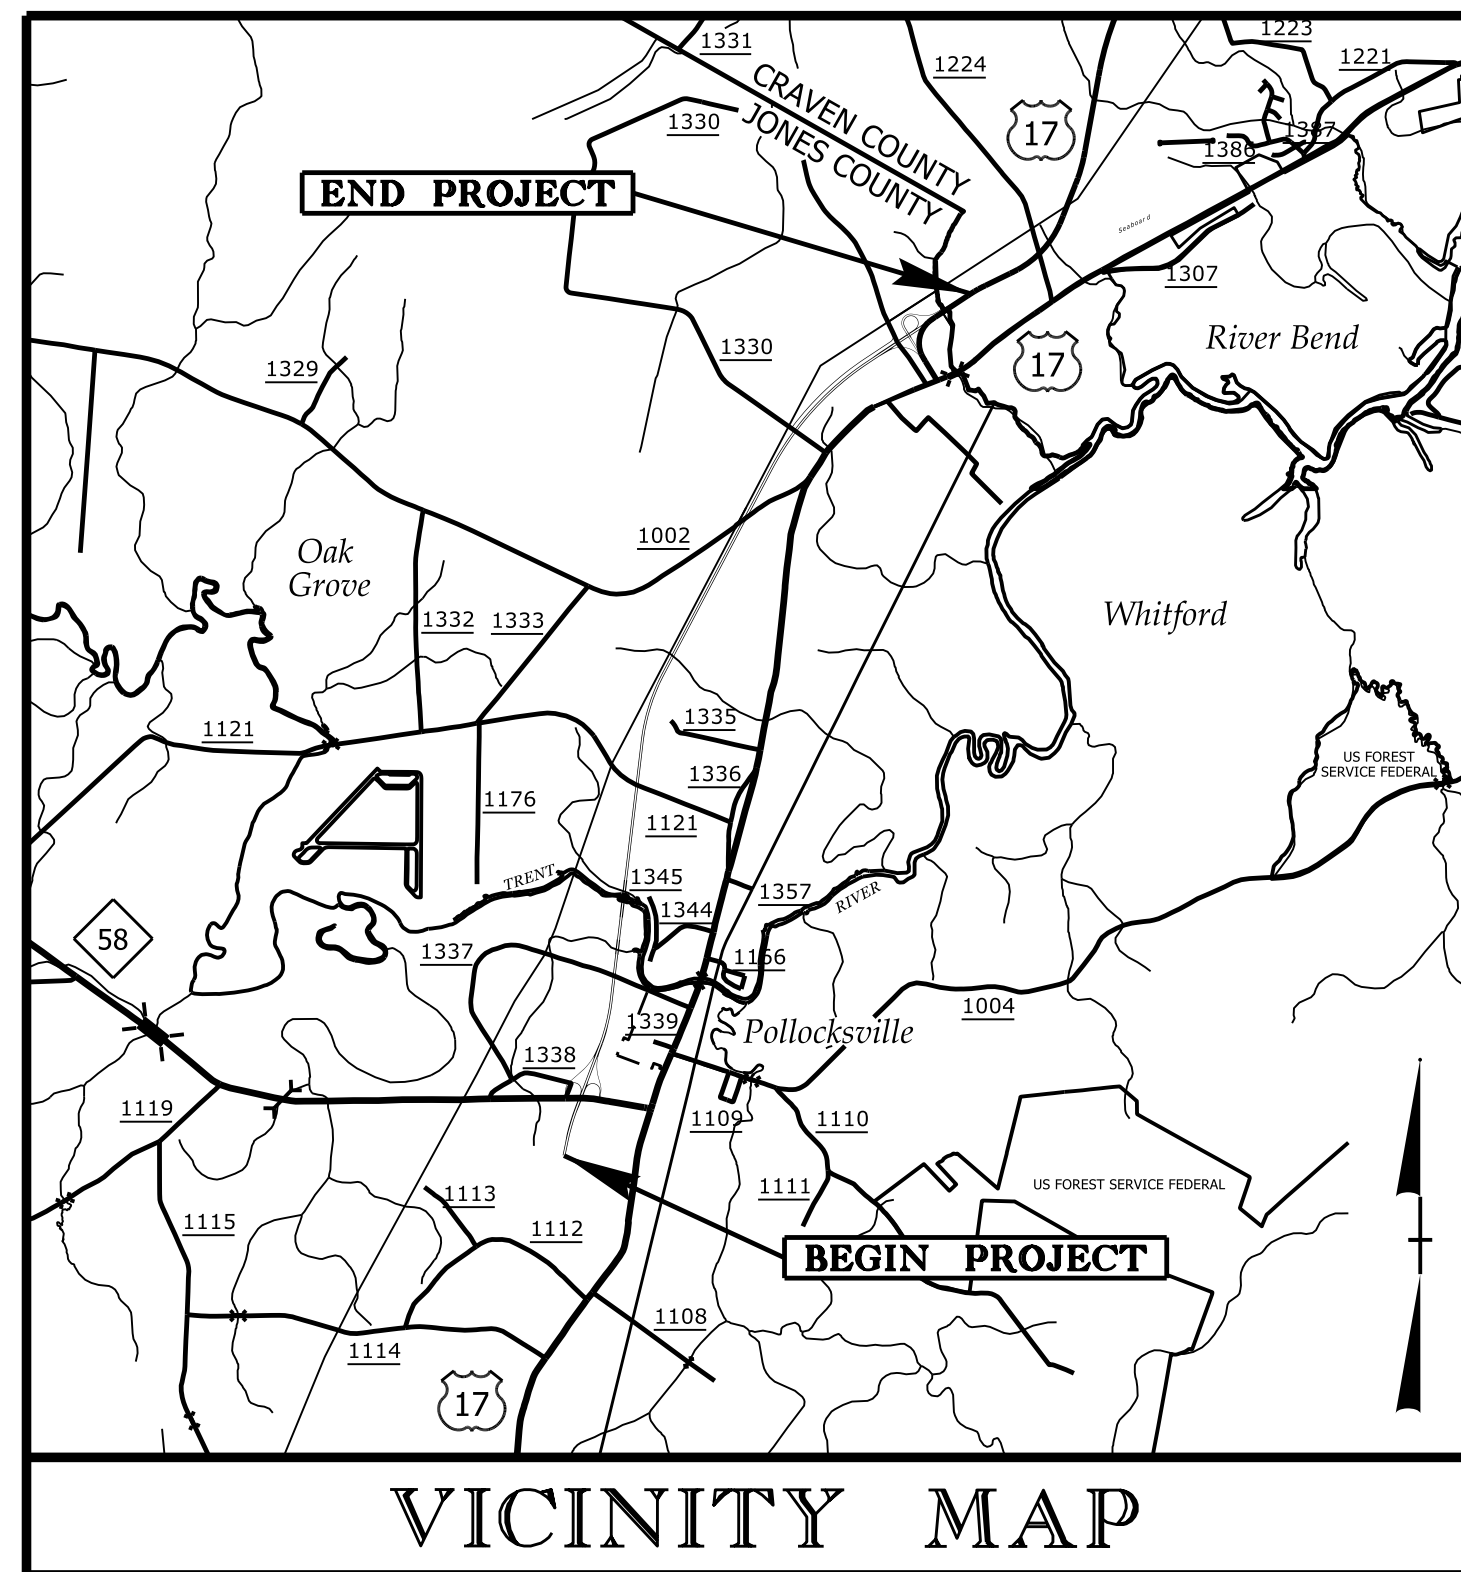 1331
1223
1224
1221
CRAVEN COUNTY
JONES COUNTY
1330
17
1387
1386
END PROJECT
Seaboard
1307
River Bend
1330
17
1329
1002
Oak
Grove
1332
1333
Whitford
1335
1121
US FOREST
SERVICE FEDERAL
1336
1176
1121
TRENT
1345
1357
RIVER
1344
58
1337
1156
1004
1339
Pollocksville
1338
1119
1109
1110
US FOREST SERVICE FEDERAL
1113
1111
1115
1112
BEGIN PROJECT
1108
1114
17
VICINITY MAP